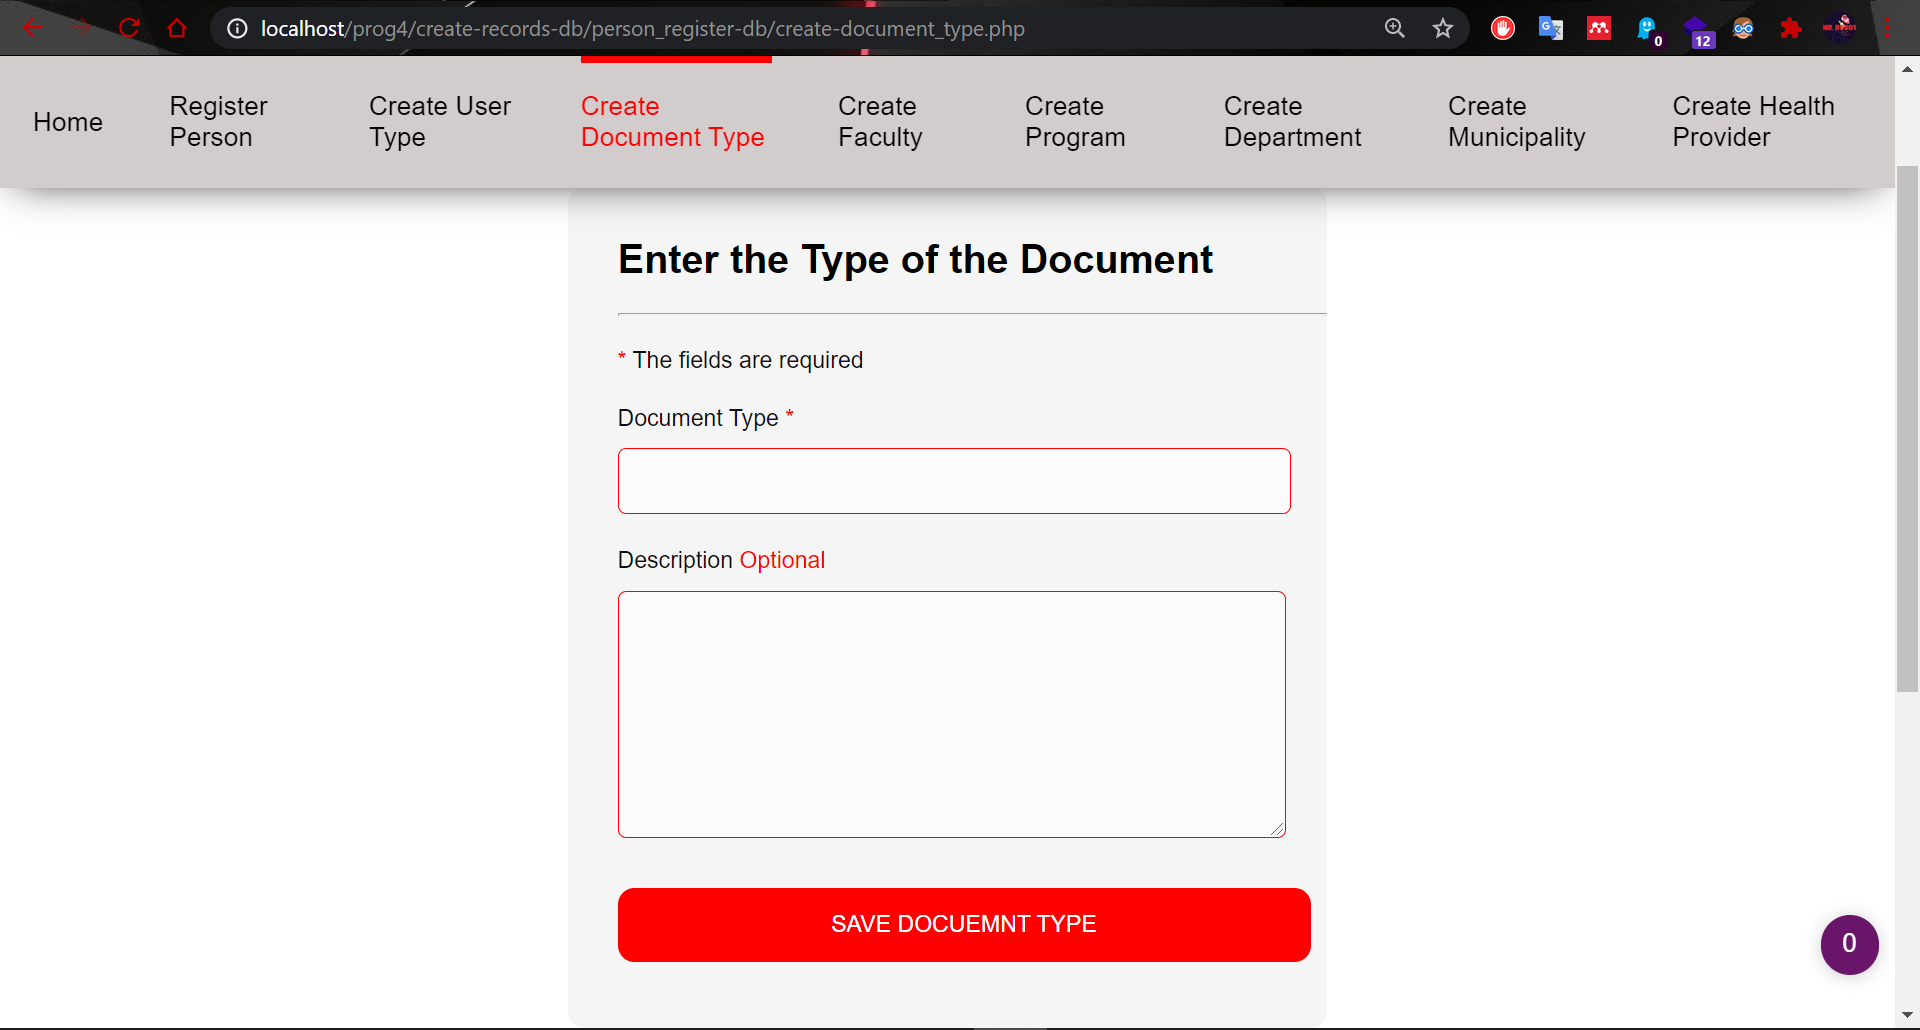 localhost/prog4/create-records-db/person_register-db/create-document_type.php
0
12
Home
Register
Person
Create User
Type
Create
Document Type
Create
Faculty
Create
Program
Create
Department
Create
Municipality
Create Health
Provider
Enter the Type of the Document
* The fields are required
Document Type *
Description Optional
SAVE DOCUEMNT TYPE
0